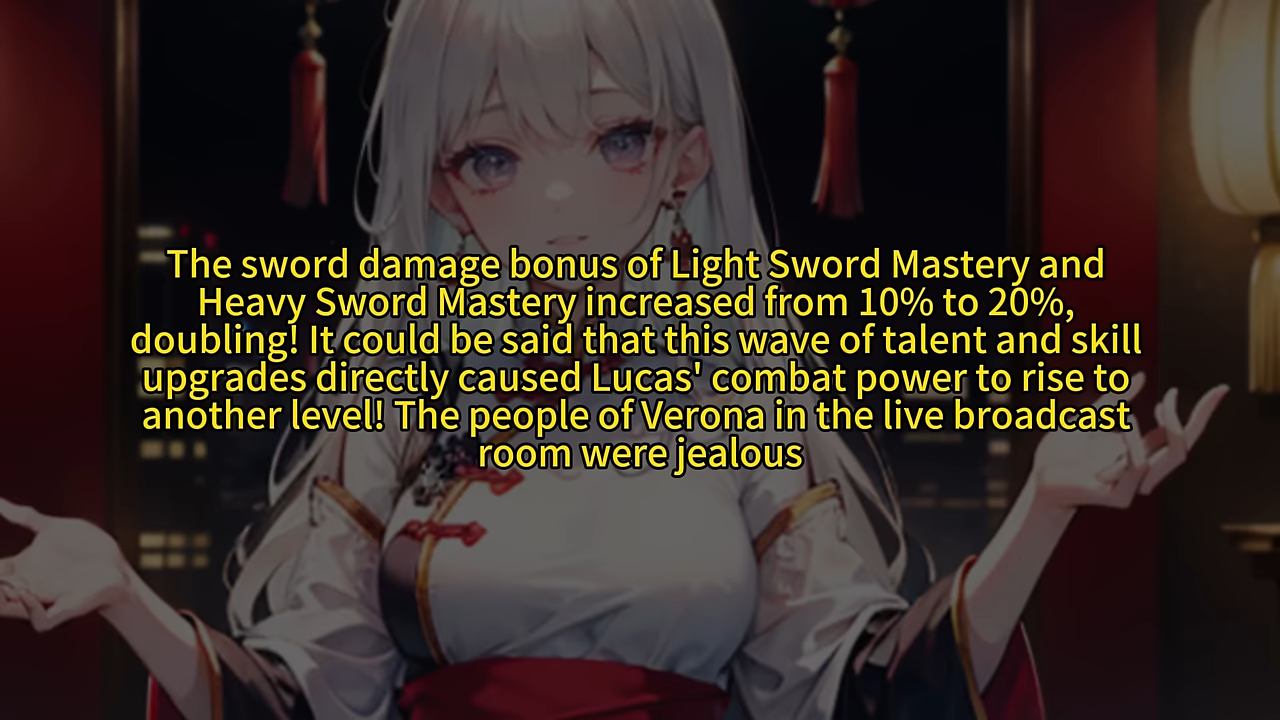 The sword damage bonus of Light Sword Mastery and
Heavy Sword Mastery increased from 10% to 20%,
doubling! It could be said that this wave of talent and skill
upgrades directly caused Lucas' combat power to rise to
another level! The people of Verona in the live broadcast
room were jealous